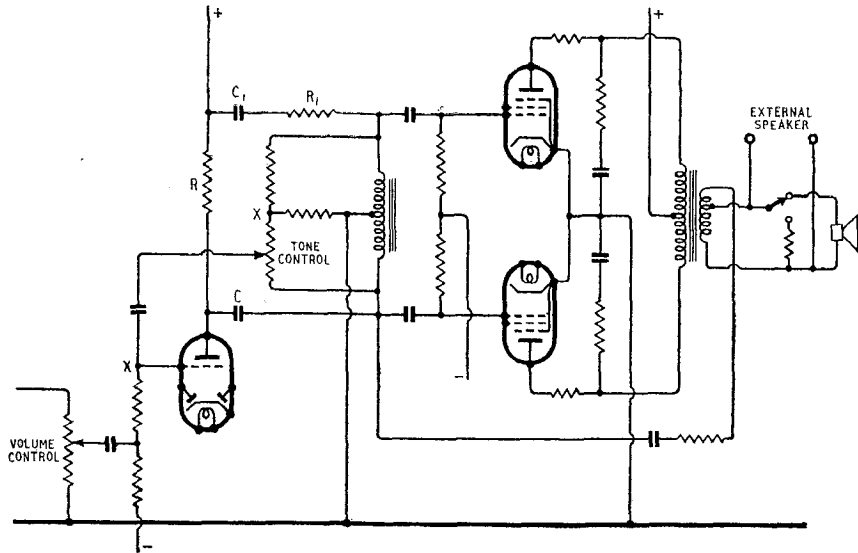 +
+
C₁
R₁
EXTERNAL
SPEAKER
R
X
TONE
CONTROL
C
X
–
VOLUME
CONTROL
–